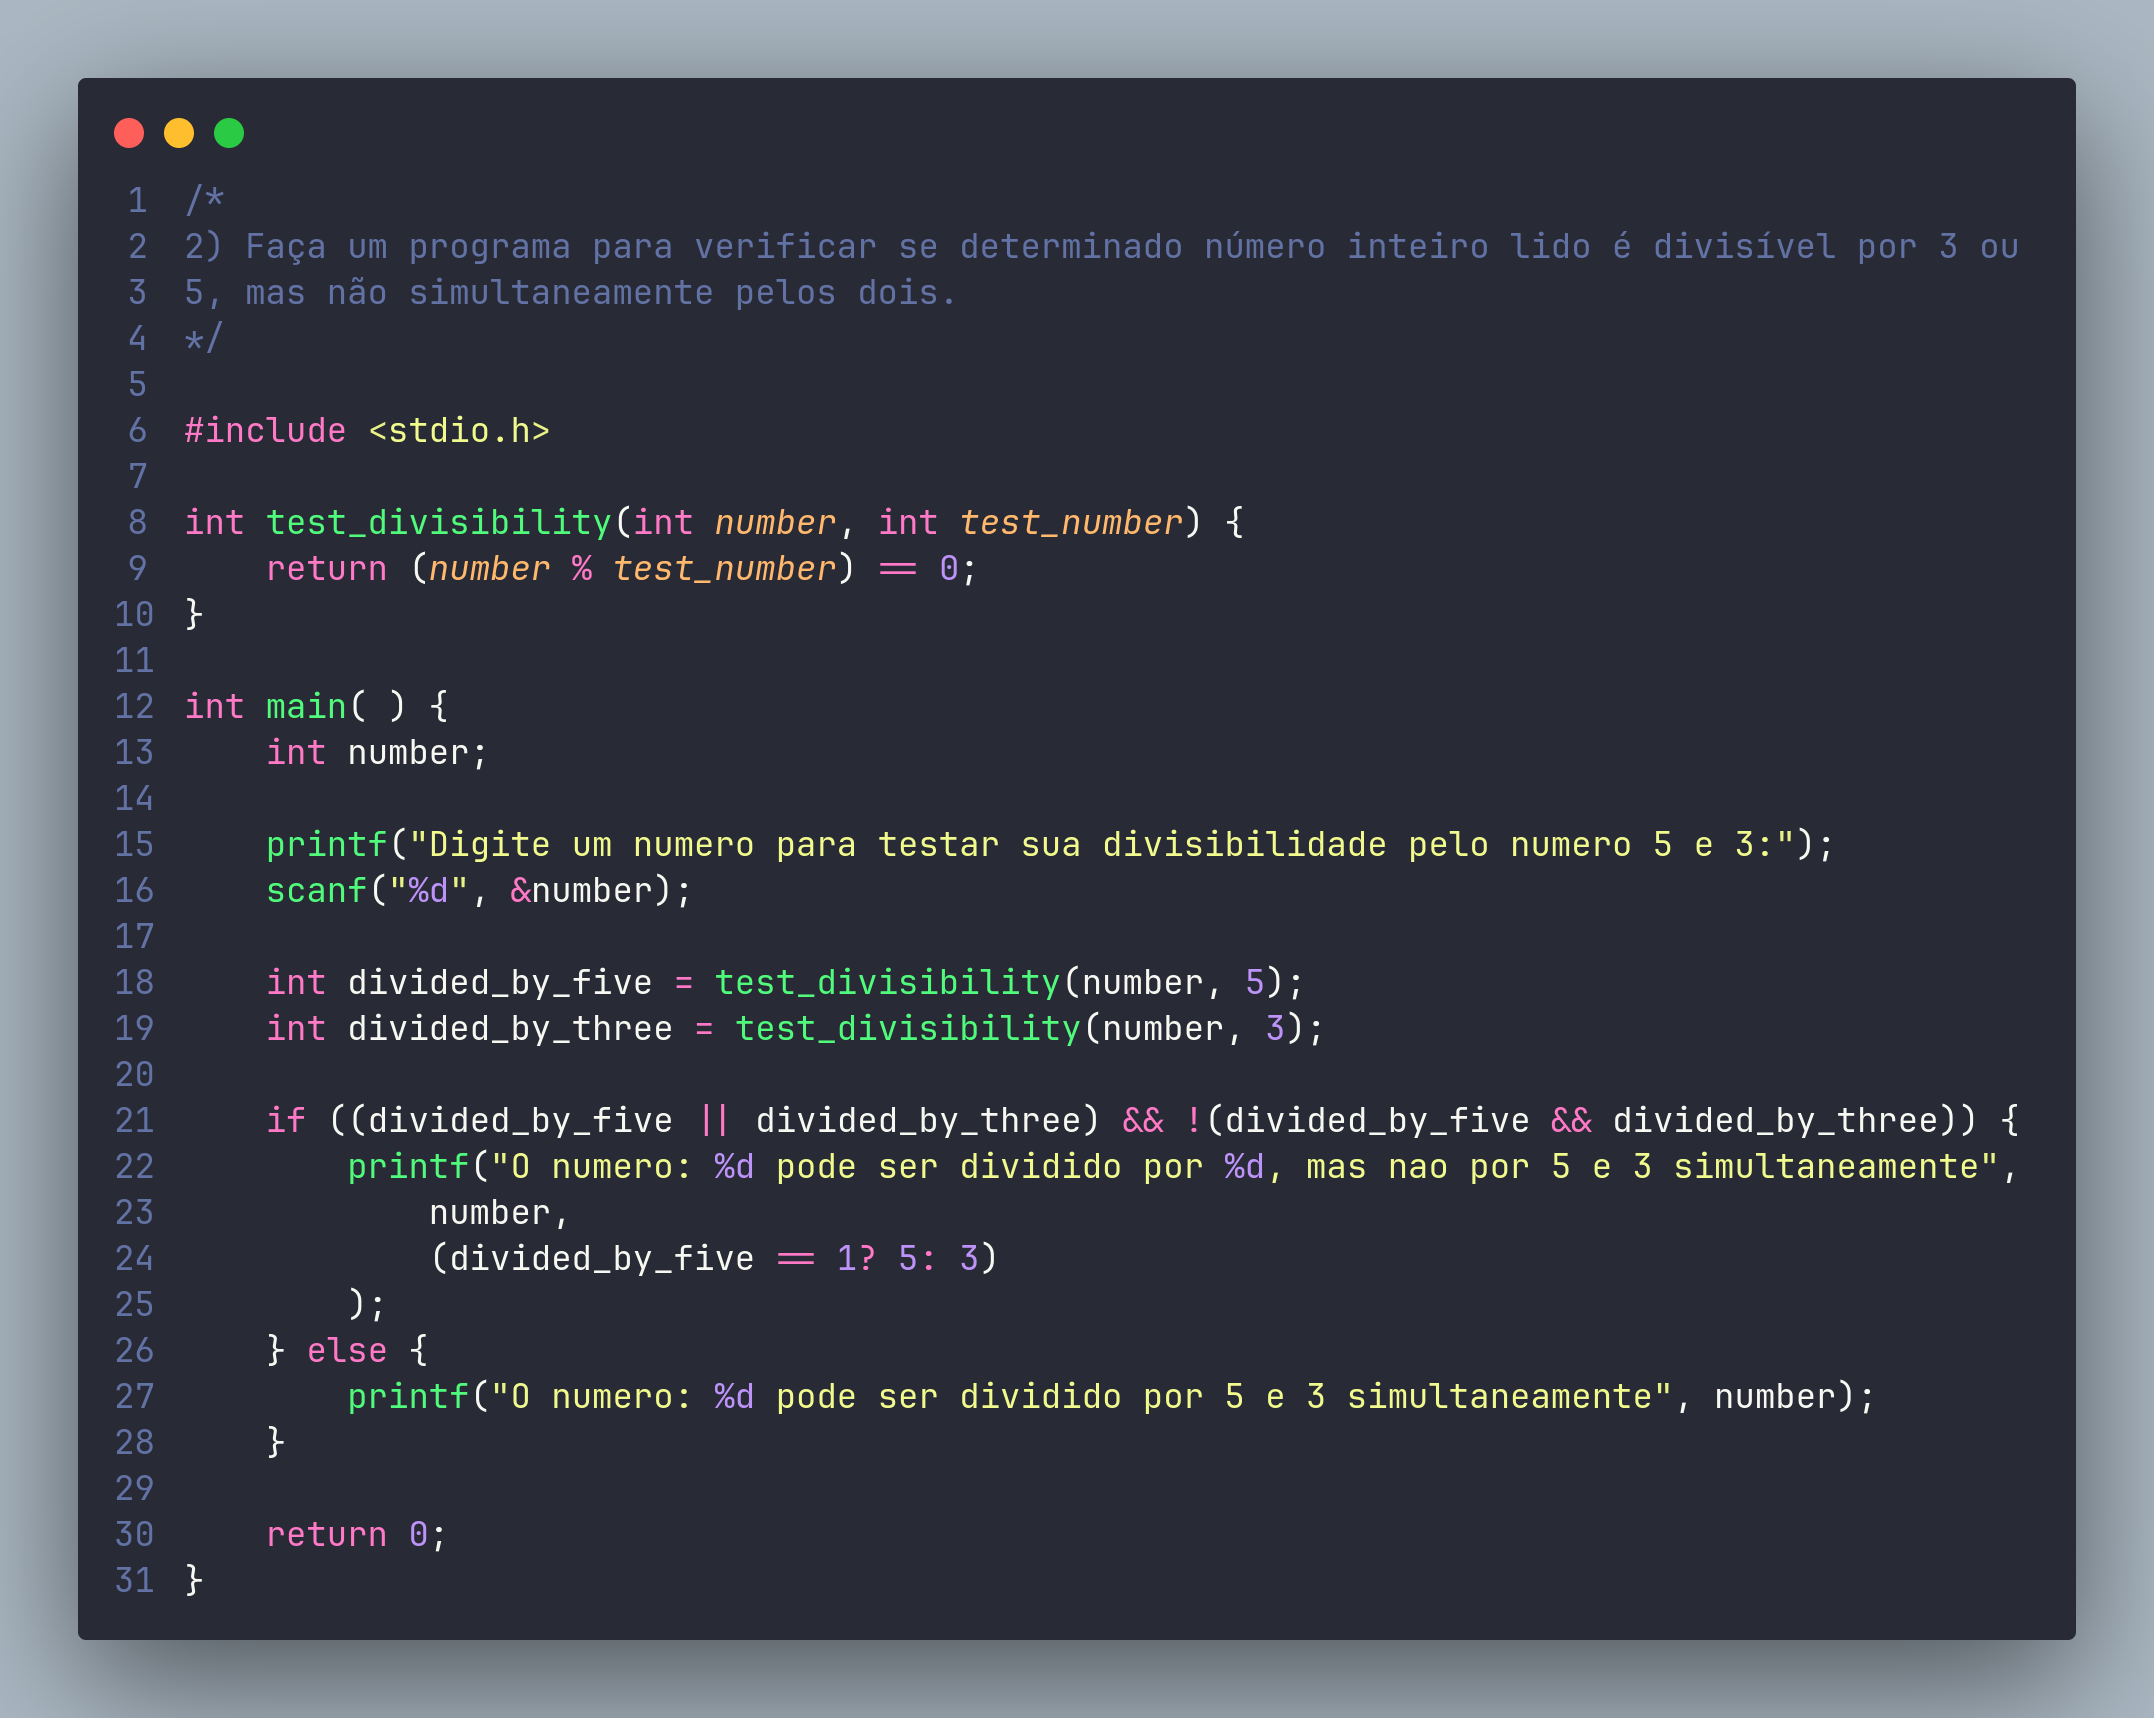 1 /*
2 2) Faça um programa para verificar se determinado número inteiro lido é divisível por 3 ou
3 5, mas não simultaneamente pelos dois.
4 */
5
6 #include <stdio.h>
7
8 int test_divisibility(int number, int test_number) {
9     return (number % test_number) == 0;
10 }
11
12 int main( ) {
13     int number;
14
15     printf("Digite um numero para testar sua divisibilidade pelo numero 5 e 3:");
16     scanf("%d", &number);
17
18     int divided_by_five = test_divisibility(number, 5);
19     int divided_by_three = test_divisibility(number, 3);
20
21     if ((divided_by_five || divided_by_three) && !(divided_by_five && divided_by_three)) {
22         printf("O numero: %d pode ser dividido por %d, mas nao por 5 e 3 simultaneamente",
23             number,
24             (divided_by_five == 1? 5: 3)
25         );
26     } else {
27         printf("O numero: %d pode ser dividido por 5 e 3 simultaneamente", number);
28     }
29
30     return 0;
31 }